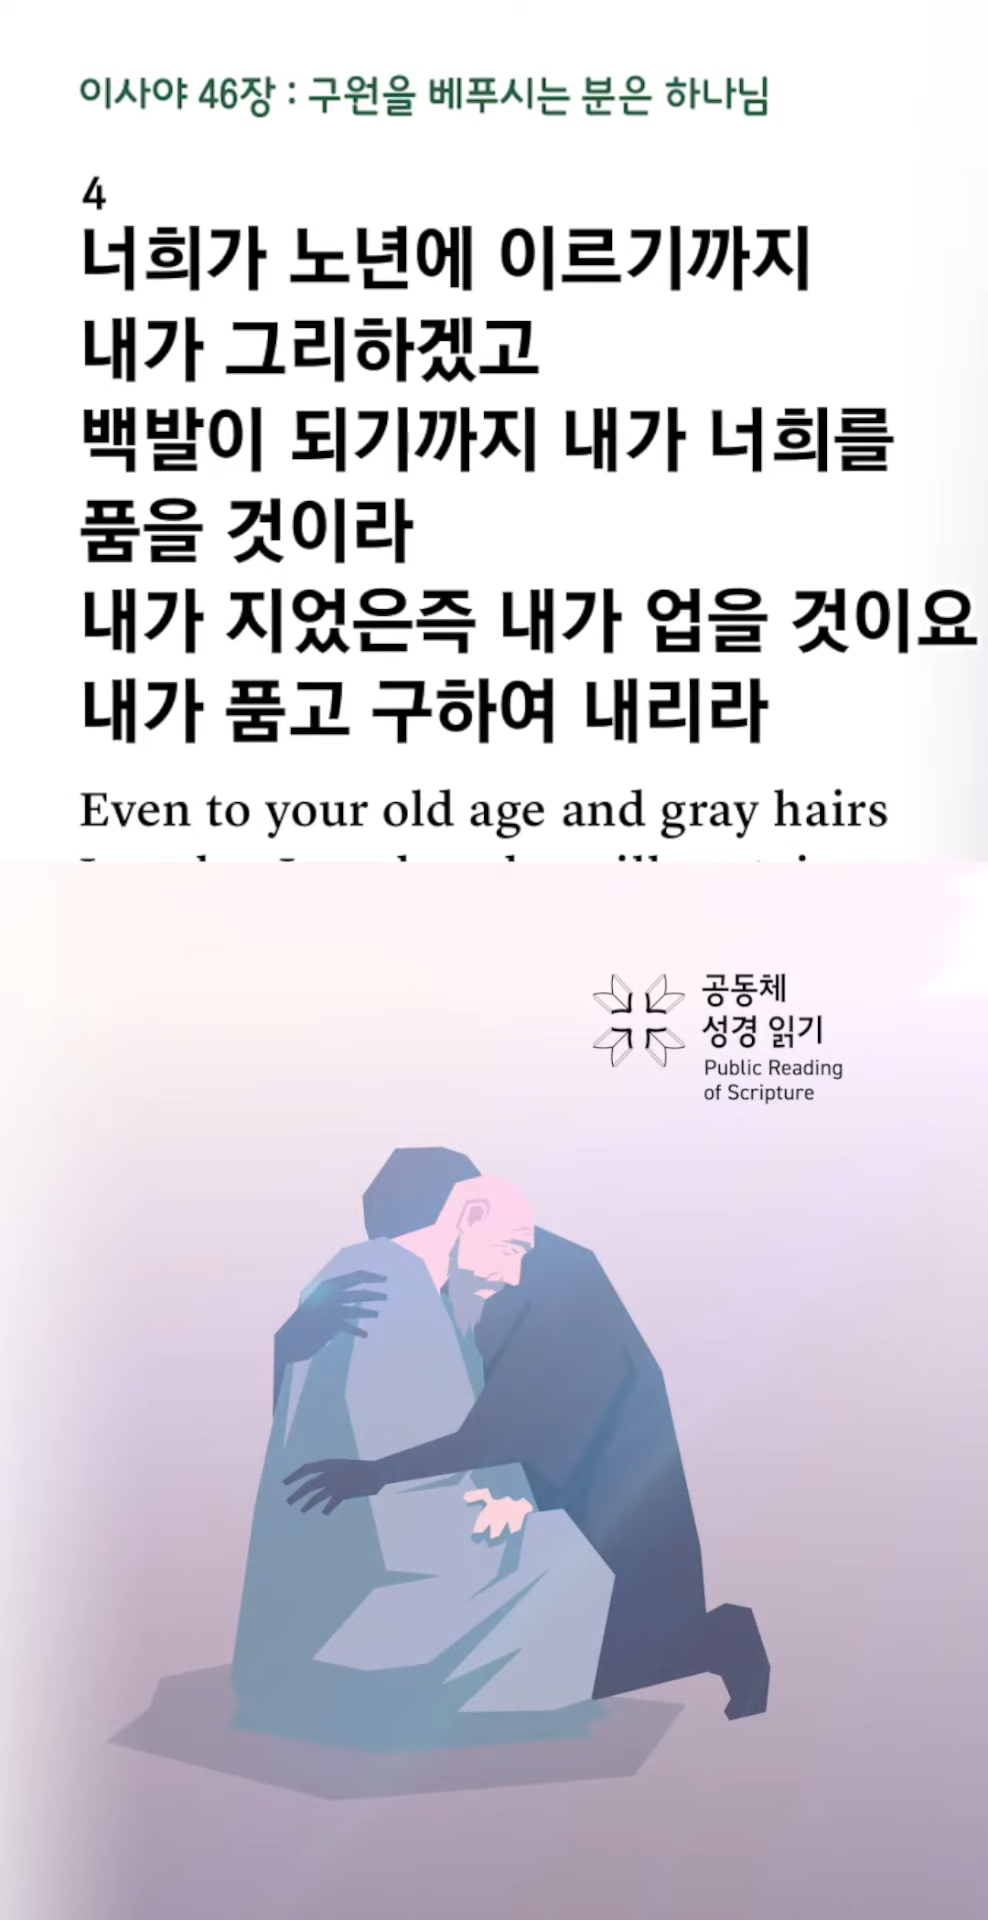 이사야 46장 : 구원을 베푸시는 분은 하나님
4
너희가 노년에 이르기까지
내가 그리하겠고
백발이 되기까지 내가 너희를
품을 것이라
내가 지었은즉 내가 업을 것이요
내가 품고 구하여 내리라
Even to your old age and gray hairs
공동체
성경 읽기
Public Reading
of Scripture